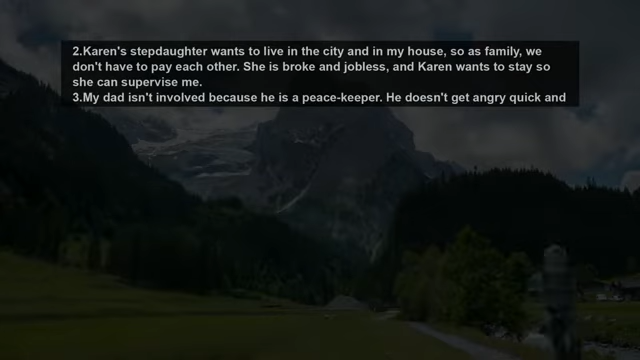 2.Karen's stepdaughter wants to live in the city and in my house, so as family, we
don't have to pay each other. She is broke and jobless, and Karen wants to stay so
she can supervise me.
3.My dad isn't involved because he is a peace-keeper. He doesn't get angry quick and